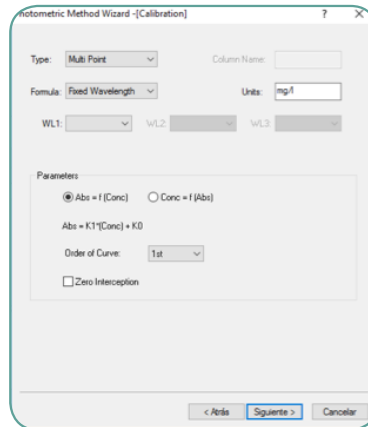 hotometric Method Wizard -[Calibration] ? ×
Type: Multi Point Column Name:
Formula: Fixed Wavelength Units: mg/l
WL1: WL2: WL3:
Parameters
Abs = f (Conc) Conc = f (Abs)
Abs = K1*(Conc) + K0
Order of Curve: 1st
Zero Interception
< Atrás Siguiente > Cancelar